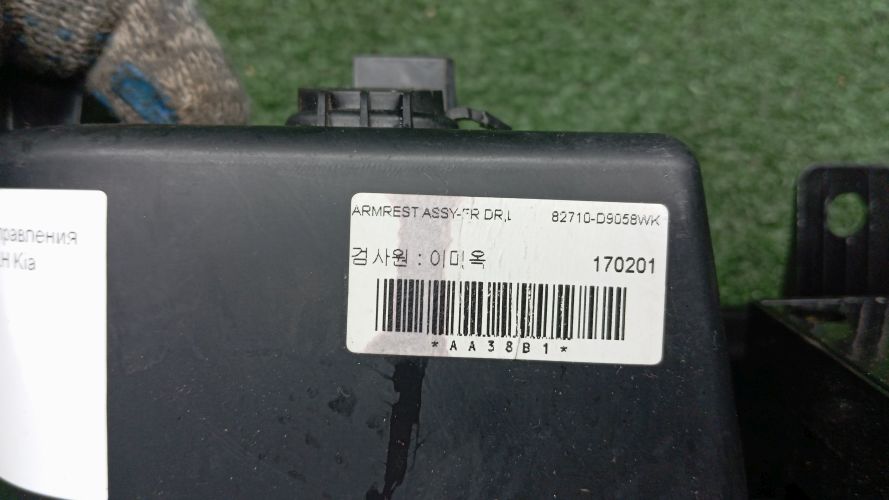 ARMREST ASSY-FR DR,L 82710-D9058WK
검사원 : 이미옥 170201
*AA38B1*
правления
Kia